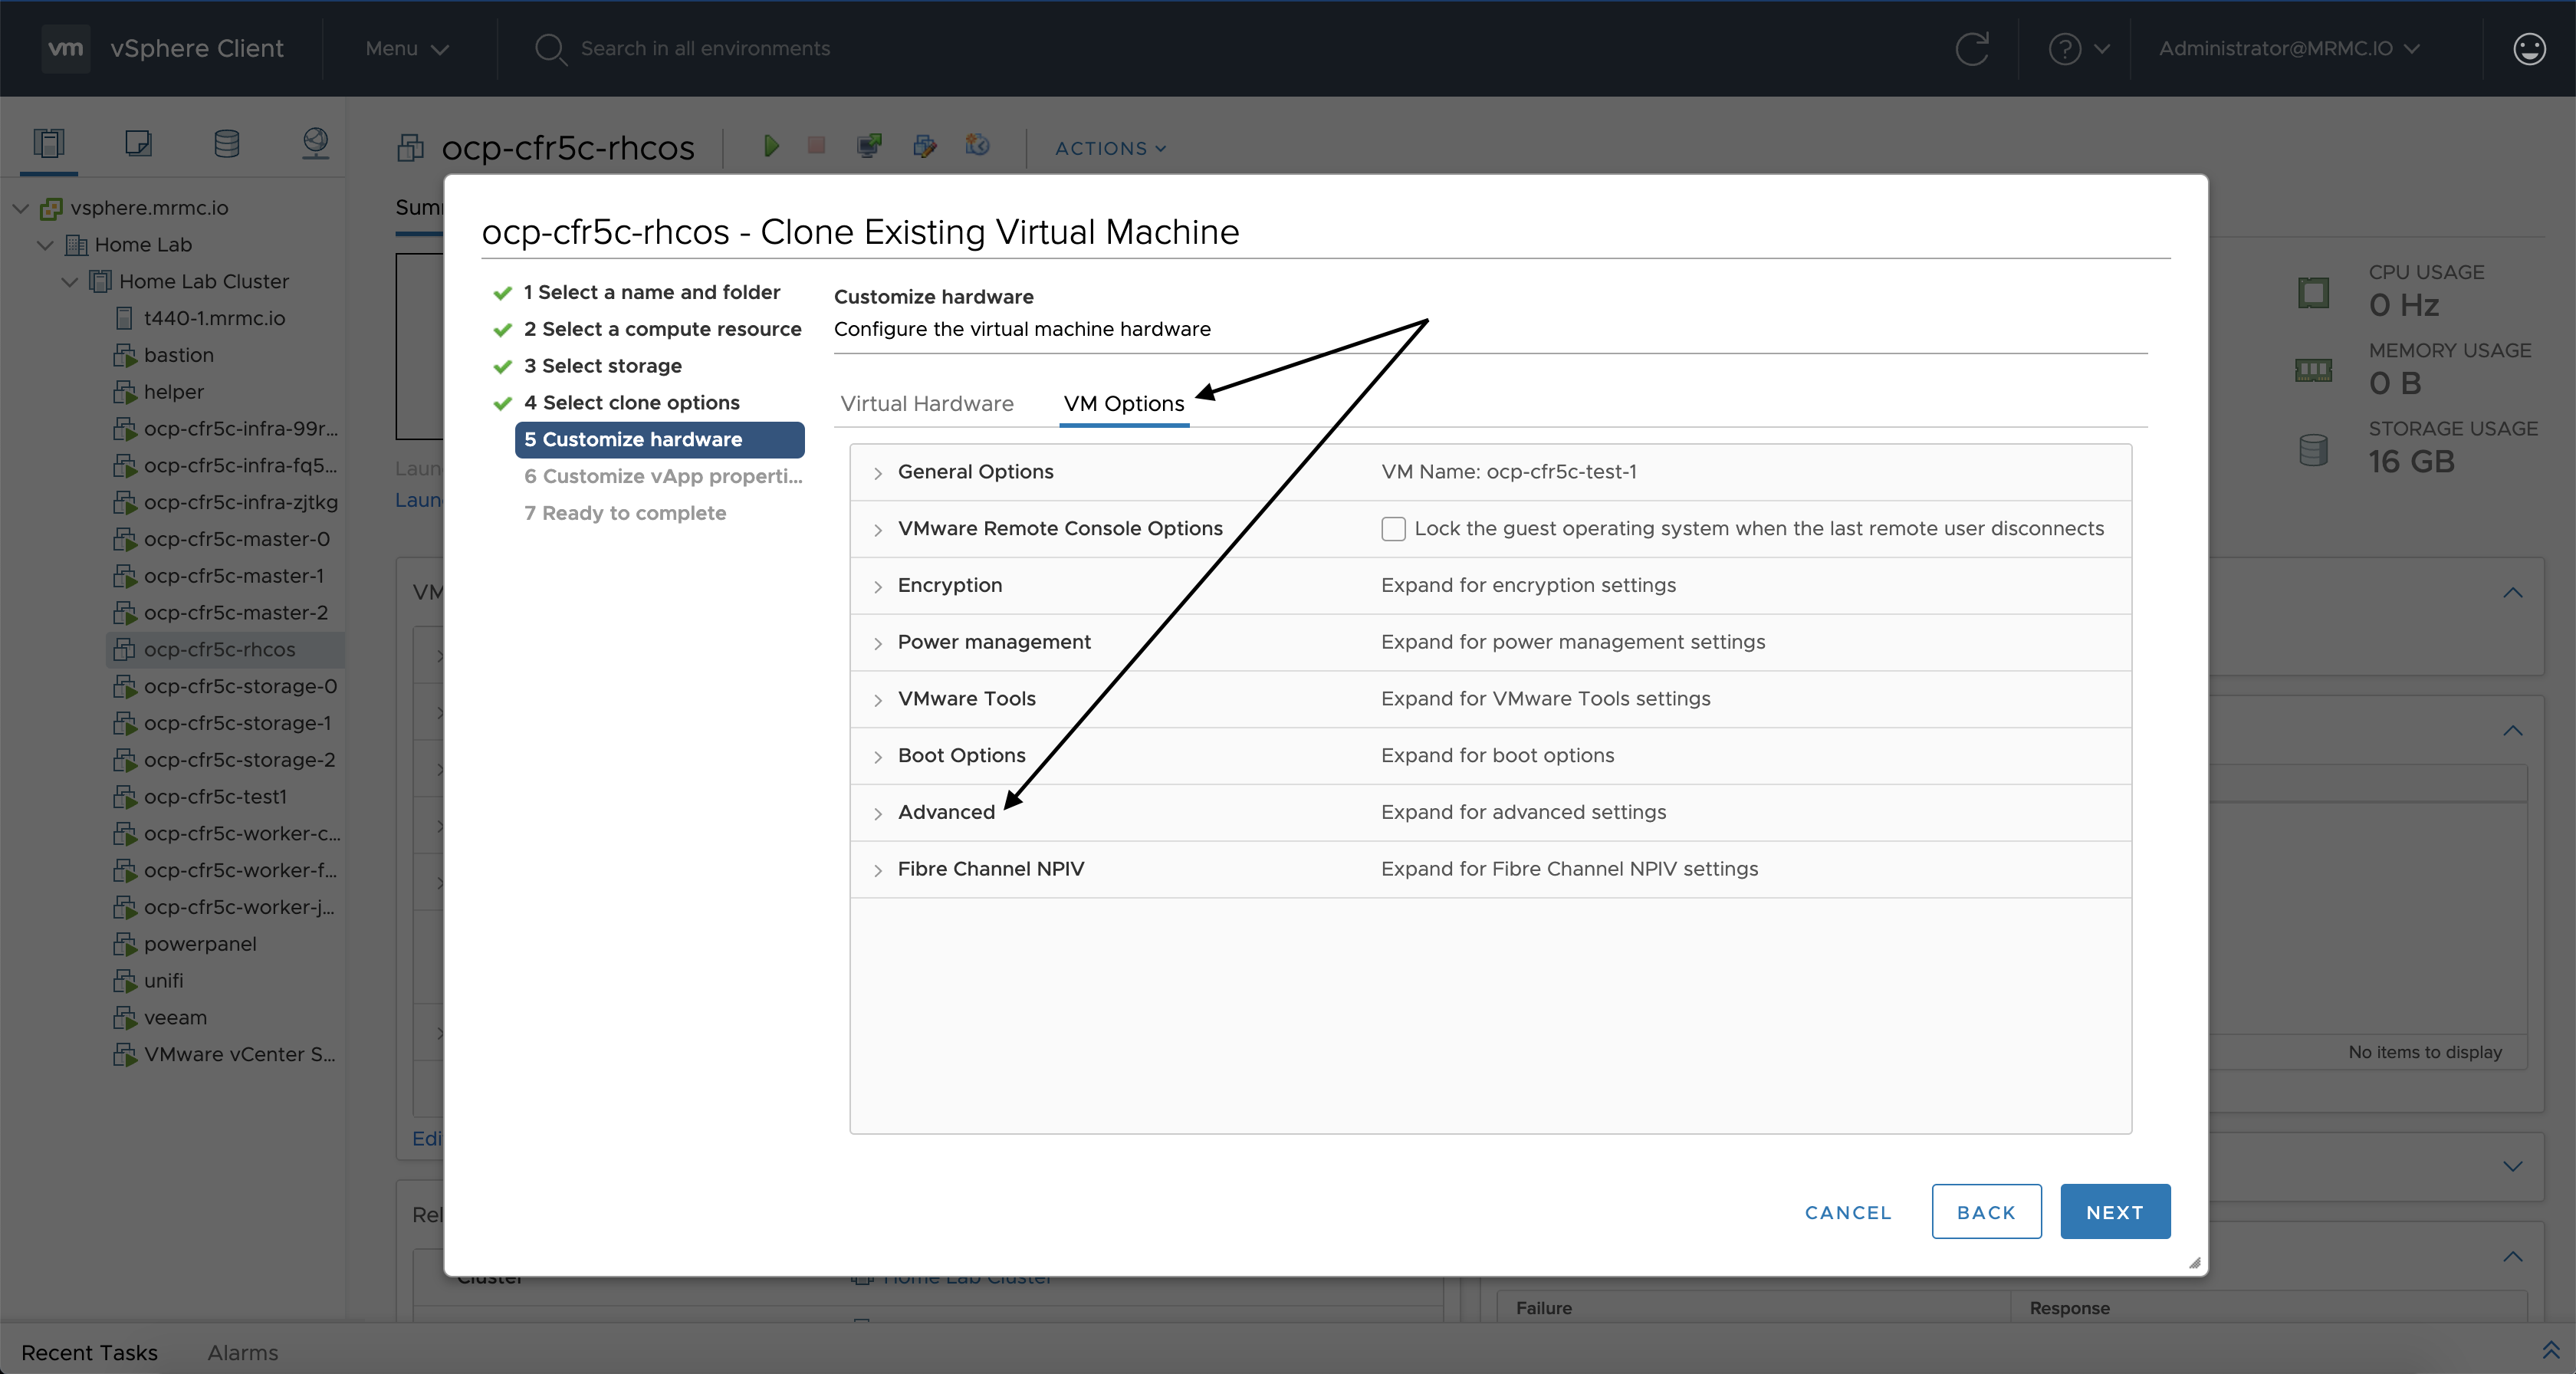 vm vSphere Client Menu Search in all environments Administrator@MRMC.IO
ocp-cfr5c-rhcos ACTIONS
vsphere.mrmc.io
Home Lab
Home Lab Cluster
t440-1.mrmc.io
bastion
helper
ocp-cfr5c-infra-99r...
ocp-cfr5c-infra-fq5...
ocp-cfr5c-infra-zjtkg
ocp-cfr5c-master-0
ocp-cfr5c-master-1
ocp-cfr5c-master-2
ocp-cfr5c-rhcos
ocp-cfr5c-storage-0
ocp-cfr5c-storage-1
ocp-cfr5c-storage-2
ocp-cfr5c-test1
ocp-cfr5c-worker-c...
ocp-cfr5c-worker-f...
ocp-cfr5c-worker-j...
powerpanel
unifi
veeam
VMware vCenter S...
ocp-cfr5c-rhcos - Clone Existing Virtual Machine
1 Select a name and folder
2 Select a compute resource
3 Select storage
4 Select clone options
5 Customize hardware
6 Customize vApp properti...
7 Ready to complete
Customize hardware
Configure the virtual machine hardware
Virtual Hardware VM Options
General Options VM Name: ocp-cfr5c-test-1
VMware Remote Console Options Lock the guest operating system when the last remote user disconnects
Encryption Expand for encryption settings
Power management Expand for power management settings
VMware Tools Expand for VMware Tools settings
Boot Options Expand for boot options
Advanced Expand for advanced settings
Fibre Channel NPIV Expand for Fibre Channel NPIV settings
CANCEL BACK NEXT
CPU USAGE
0 Hz
MEMORY USAGE
0 B
STORAGE USAGE
16 GB
No items to display
Cluster Home Lab Cluster
Failure Response
Recent Tasks Alarms